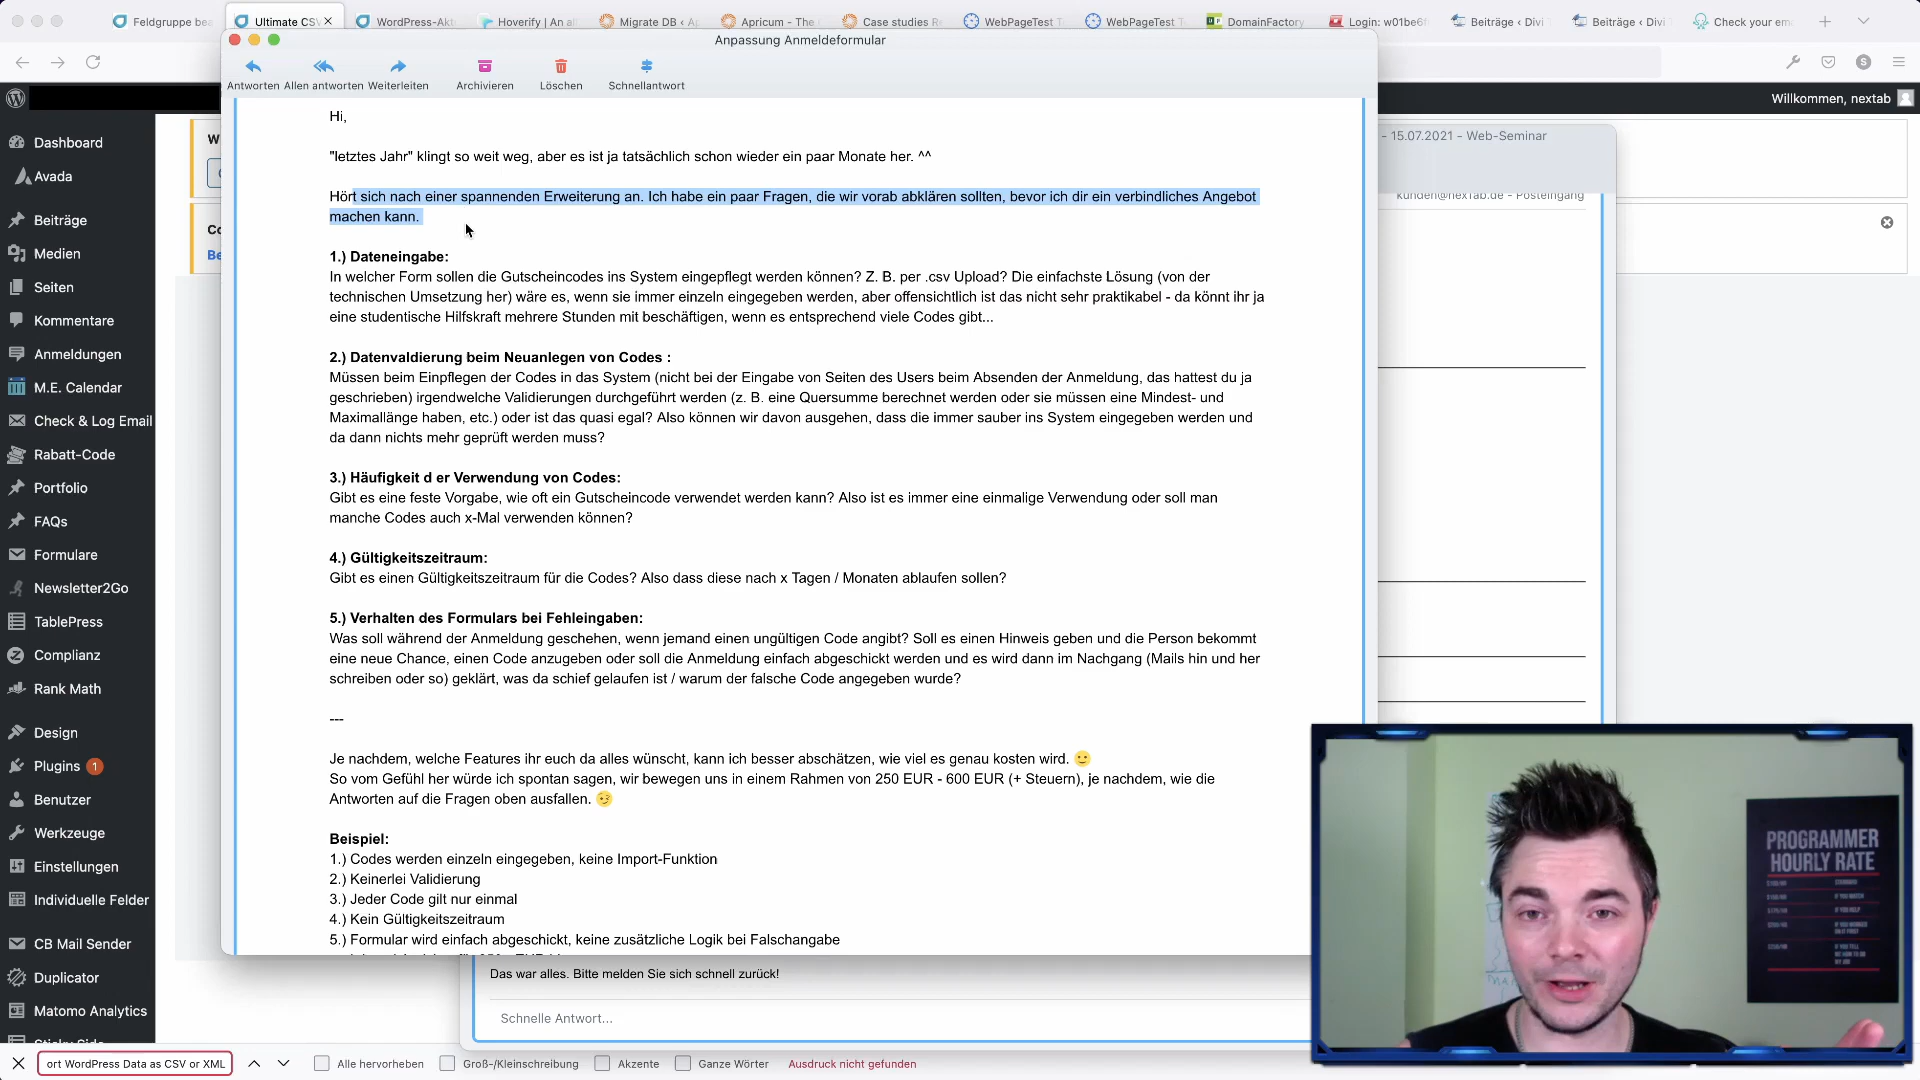 Feldgruppe bea
Ultimate CSV
WordPress-Akt
Hoverify | An a
Migrate DB ‹ A
Apricum - The
Case studies R
WebPageTest T
WebPageTest T
DomainFactory
Login: w01be6
Beiträge ‹ Divi
Beiträge ‹ Divi
Check your em
Anpassung Anmeldeformular
Antworten
Allen antworten
Weiterleiten
Archivieren
Löschen
Schnellantwort
Willkommen, nextab
- 15.07.2021 - Web-Seminar
kunden@nextab.de - Posteingang
Dashboard
Avada
Beiträge
Medien
Seiten
Kommentare
Anmeldungen
M.E. Calendar
Check & Log Email
Rabatt-Code
Portfolio
FAQs
Formulare
Newsletter2Go
TablePress
Complianz
Rank Math
Design
Plugins 1
Benutzer
Werkzeuge
Einstellungen
Individuelle Felder
CB Mail Sender
Duplicator
Matomo Analytics
W
Co
Be
Hi,
"letztes Jahr" klingt so weit weg, aber es ist ja tatsächlich schon wieder ein paar Monate her. ^^
Hört sich nach einer spannenden Erweiterung an. Ich habe ein paar Fragen, die wir vorab abklären sollten, bevor ich dir ein verbindliches Angebot
machen kann.
1.) Dateneingabe:
In welcher Form sollen die Gutscheincodes ins System eingepflegt werden können? Z. B. per .csv Upload? Die einfachste Lösung (von der
technischen Umsetzung her) wäre es, wenn sie immer einzeln eingegeben werden, aber offensichtlich ist das nicht sehr praktikabel - da könnt ihr ja
eine studentische Hilfskraft mehrere Stunden mit beschäftigen, wenn es entsprechend viele Codes gibt...
2.) Datenvaldierung beim Neuanlegen von Codes :
Müssen beim Einpflegen der Codes in das System (nicht bei der Eingabe von Seiten des Users beim Absenden der Anmeldung, das hattest du ja
geschrieben) irgendwelche Validierungen durchgeführt werden (z. B. eine Quersumme berechnet werden oder sie müssen eine Mindest- und
Maximallänge haben, etc.) oder ist das quasi egal? Also können wir davon ausgehen, dass die immer sauber ins System eingegeben werden und
da dann nichts mehr geprüft werden muss?
3.) Häufigkeit d er Verwendung von Codes:
Gibt es eine feste Vorgabe, wie oft ein Gutscheincode verwendet werden kann? Also ist es immer eine einmalige Verwendung oder soll man
manche Codes auch x-Mal verwenden können?
4.) Gültigkeitszeitraum:
Gibt es einen Gültigkeitszeitraum für die Codes? Also dass diese nach x Tagen / Monaten ablaufen sollen?
5.) Verhalten des Formulars bei Fehleingaben:
Was soll während der Anmeldung geschehen, wenn jemand einen ungültigen Code angibt? Soll es einen Hinweis geben und die Person bekommt
eine neue Chance, einen Code anzugeben oder soll die Anmeldung einfach abgeschickt werden und es wird dann im Nachgang (Mails hin und her
schreiben oder so) geklärt, was da schief gelaufen ist / warum der falsche Code angegeben wurde?
---
Je nachdem, welche Features ihr euch da alles wünscht, kann ich besser abschätzen, wie viel es genau kosten wird. 🙂
So vom Gefühl her würde ich spontan sagen, wir bewegen uns in einem Rahmen von 250 EUR - 600 EUR (+ Steuern), je nachdem, wie die
Antworten auf die Fragen oben ausfallen. 😏
Beispiel:
1.) Codes werden einzeln eingegeben, keine Import-Funktion
2.) Keinerlei Validierung
3.) Jeder Code gilt nur einmal
4.) Kein Gültigkeitszeitraum
5.) Formular wird einfach abgeschickt, keine zusätzliche Logik bei Falschangabe
Das war alles. Bitte melden Sie sich schnell zurück!
Schnelle Antwort...
PROGRAMMER
HOURLY RATE
ort WordPress Data as CSV or XML
Alle hervorheben
Groß-/Kleinschreibung
Akzente
Ganze Wörter
Ausdruck nicht gefunden